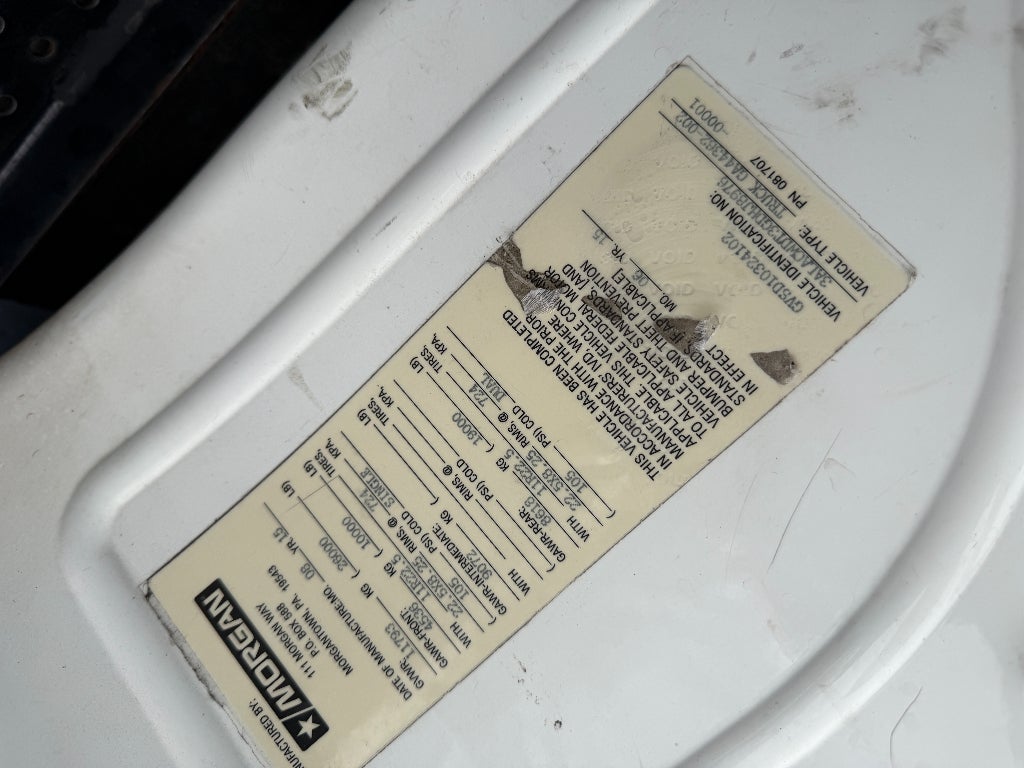 MANUFACTURED BY:
MORGAN
111 MORGAN WAY
P.O. BOX 588
MORGANTOWN, PA. 19543
DATE OF MANUFACTURE: MO. 06 YR. 15
GVWR: 11793 KG ( 26000 LB)
GAWR-FRONT: 4536 KG ( 10000 LB)
WITH 11R22.5 TIRES,
22.5X8.25 RIMS, @ 724 KPA,
( 105 PSI) COLD SINGLE
GAWR-INTERMEDIATE: KG ( LB)
WITH TIRES,
RIMS, @ KPA,
( PSI) COLD
GAWR-REAR: 8618 KG ( 19000 LB)
WITH 11R22.5 TIRES,
22.5X8.25 RIMS, @ 724 KPA,
( 105 PSI) COLD DUAL
THIS VEHICLE HAS BEEN COMPLETED
IN ACCORDANCE WITH THE PRIOR
MANUFACTURERS IVD, WHERE
APPLICABLE. THIS VEHICLE CONFORMS
TO ALL APPLICABLE FEDERAL MOTOR
VEHICLE SAFETY STANDARDS (AND
BUMPER AND THEFT PREVENTION
STANDARDS, IF APPLICABLE)
IN EFFECT IN MO. 06 YR. 15
GVSD110324102
VEHICLE IDENTIFICATION NO.
VEHICLE TYPE: TRUCK
-00001
PN 081707